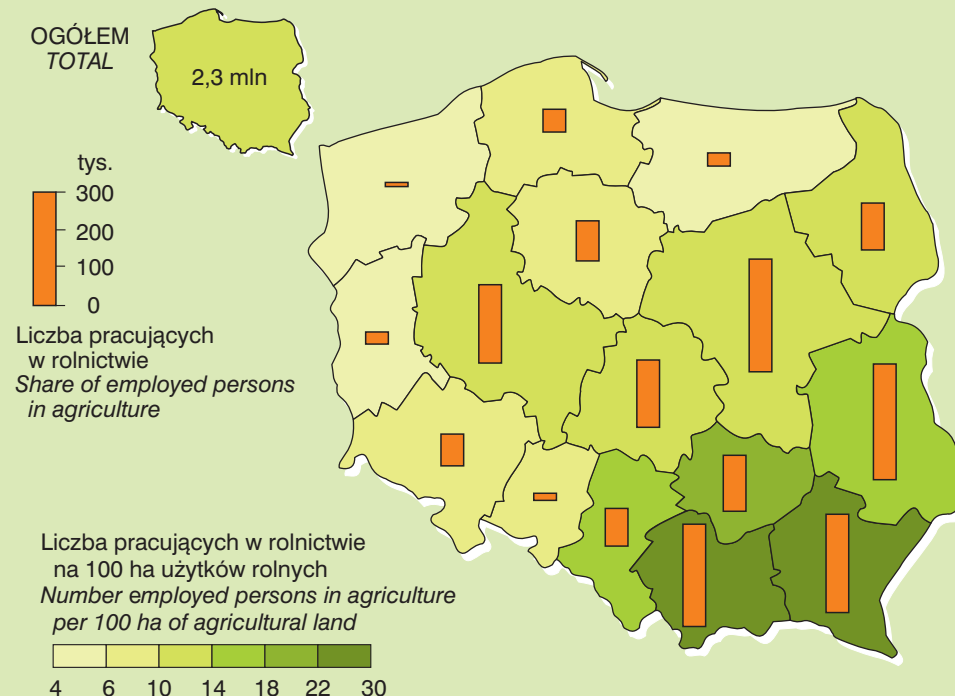 OGÓŁEM
TOTAL
2,3 mln
tys.
300
200
100
0
Liczba pracujących
w rolnictwie
Share of employed persons
in agriculture
Liczba pracujących w rolnictwie
na 100 ha użytków rolnych
Number employed persons in agriculture
per 100 ha of agricultural land
4 6 10 14 18 22 30